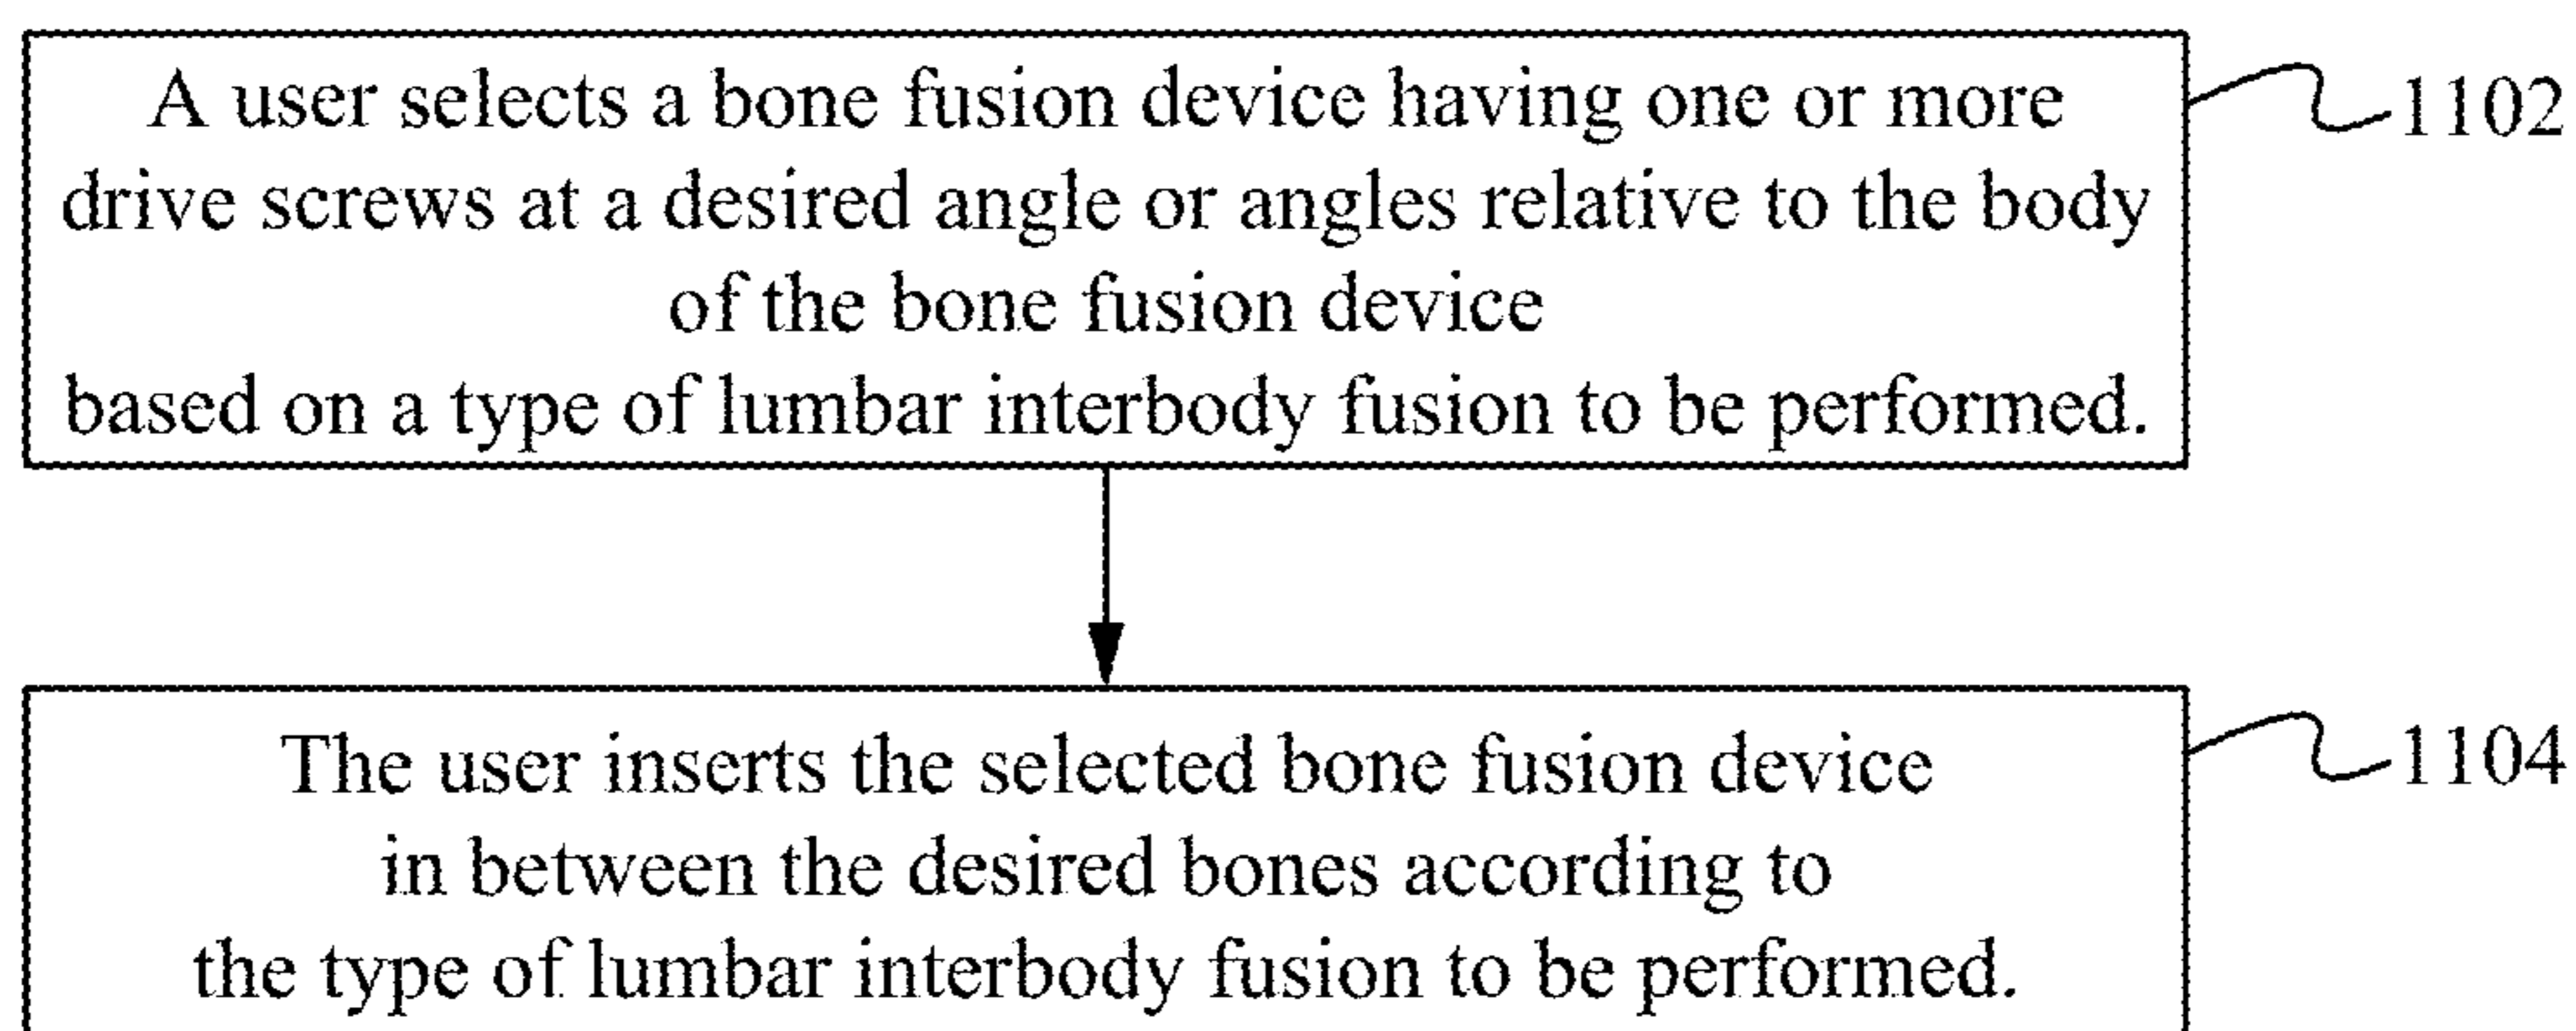 A user selects a bone fusion device having one or more
1102
drive screws at a desired angle or angles relative to the body
of the bone fusion device
based on a type of lumbar interbody fusion to be performed.
The user inserts the selected bone fusion device
1104
in between the desired bones according to
the type of lumbar interbody fusion to be performed.